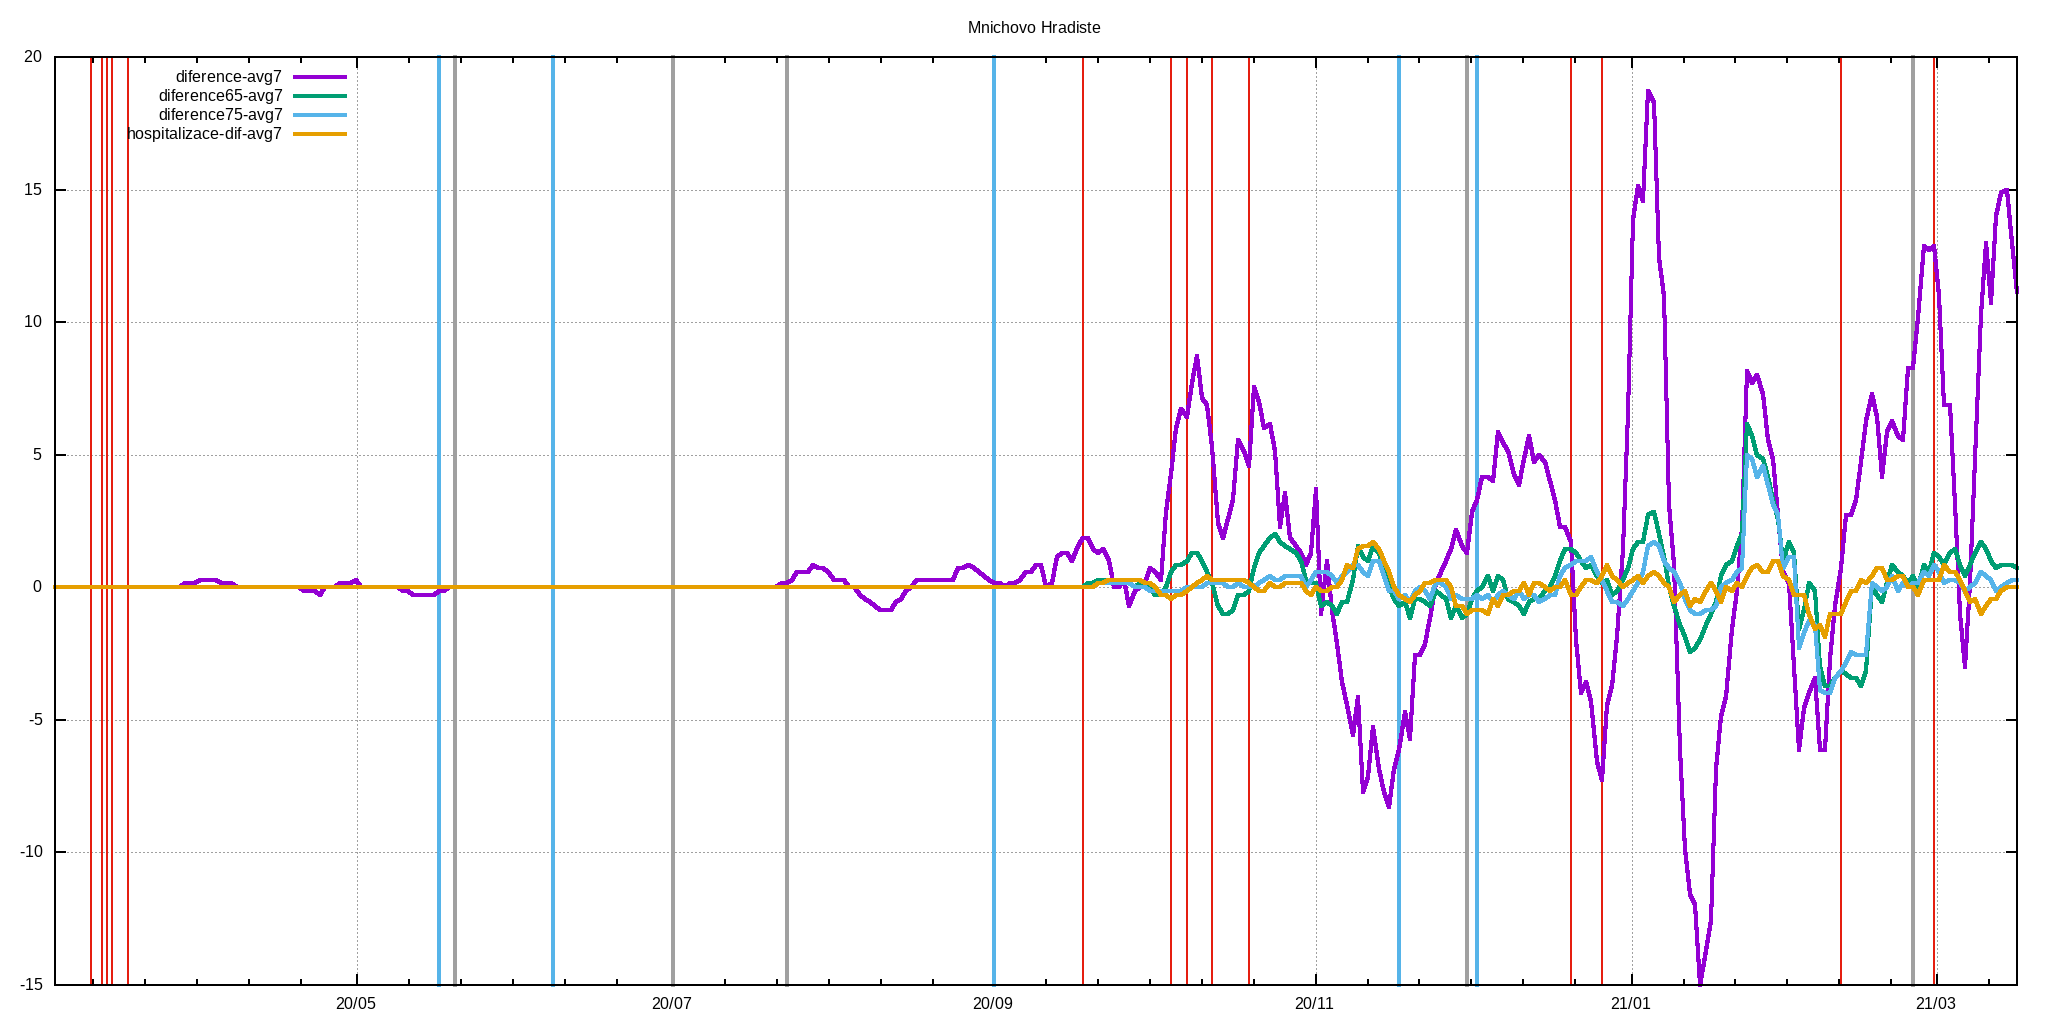 Mnichovo Hradiste
20
15
10
5
0
-5
-10
-15
diference-avg7
diference65-avg7
diference75-avg7
hospitalizace-dif-avg7
20/05
20/07
20/09
20/11
21/01
21/03